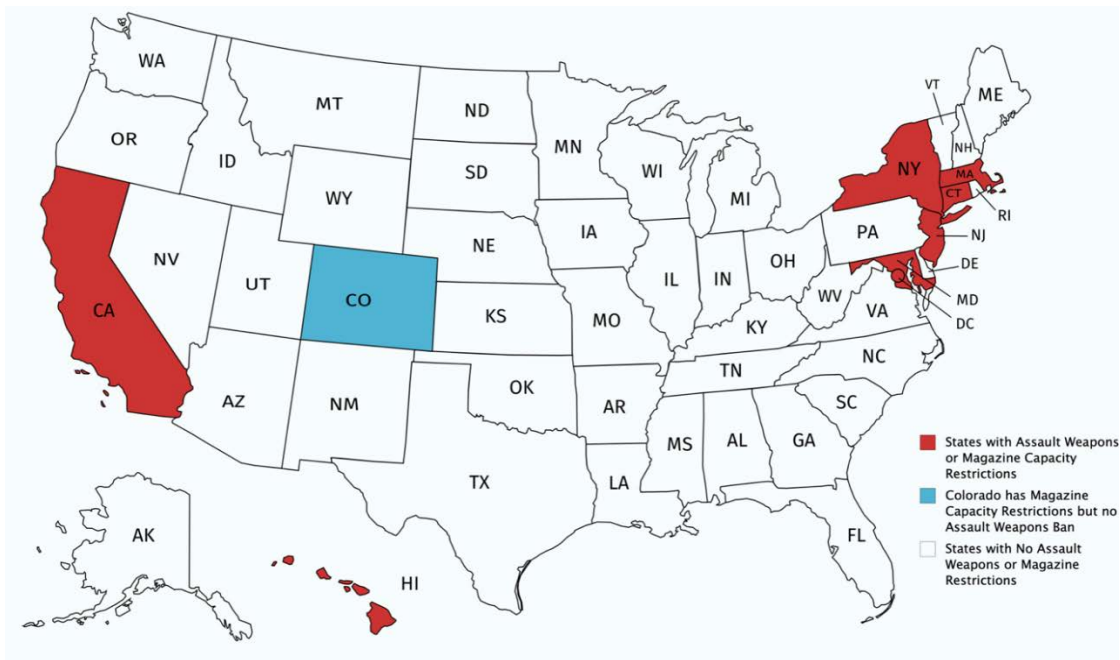 WA
MT
ND
MN
VT
ME
OR
ID
SD
WI
MI
NY
NH
MA
CT
RI
WY
NE
IA
PA
NJ
NV
UT
CO
IL
IN
OH
DE
CA
KS
MO
WV
VA
MD
KY
DC
AZ
NM
OK
AR
TN
NC
SC
MS
AL
GA
TX
LA
FL
AK
HI
States with Assault Weapons
or Magazine Capacity
Restrictions
Colorado has Magazine
Capacity Restrictions but no
Assault Weapons Ban
States with No Assault
Weapons or Magazine
Restrictions